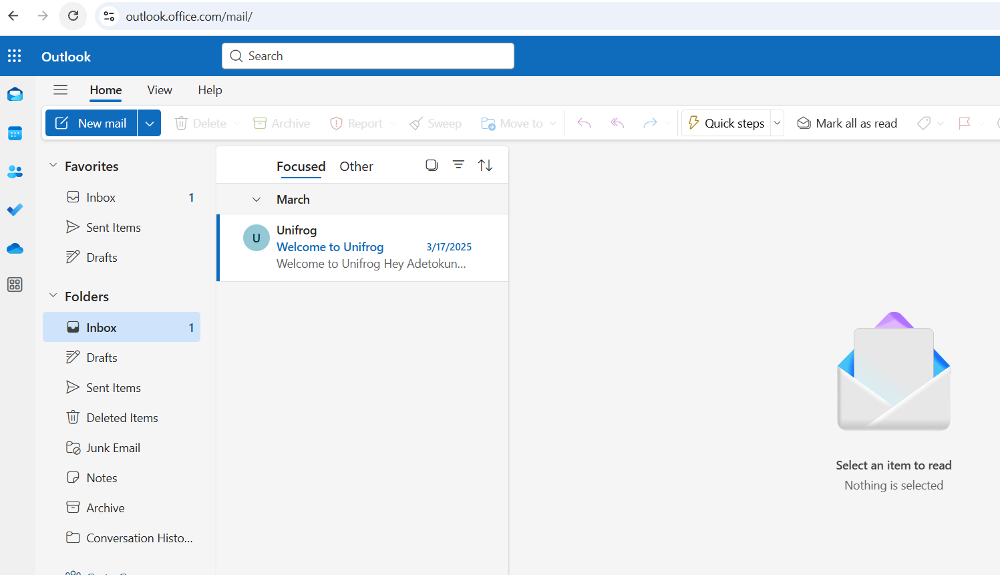 outlook.office.com/mail/
Outlook
Search
Home View Help
New mail Delete Archive Report Sweep Move to Quick steps Mark all as read
Favorites
Inbox 1
Sent Items
Drafts
Folders
Inbox 1
Drafts
Sent Items
Deleted Items
Junk Email
Notes
Archive
Conversation Histo...
Focused Other
March
U
Unifrog
Welcome to Unifrog 3/17/2025
Welcome to Unifrog Hey Adetokun...
Select an item to read
Nothing is selected